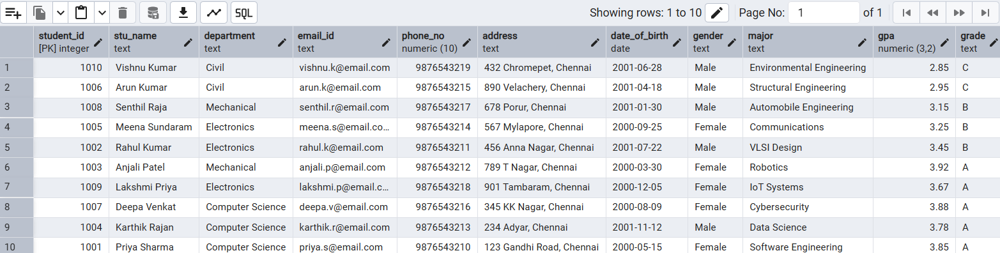 SQL Showing rows: 1 to 10 Page No: 1 of 1
student_id stu_name department email_id phone_no address date_of_birth gender major gpa grade
[PK] integer text text text numeric (10) text date text text numeric (3,2) text
1 1010 Vishnu Kumar Civil vishnu.k@email.com 9876543219 432 Chromepet, Chennai 2001-06-28 Male Environmental Engineering 2.85 C
2 1006 Arun Kumar Civil arun.k@email.com 9876543215 890 Velachery, Chennai 2001-04-18 Male Structural Engineering 2.95 C
3 1008 Senthil Raja Mechanical senthil.r@email.com 9876543217 678 Porur, Chennai 2001-01-30 Male Automobile Engineering 3.15 B
4 1005 Meena Sundaram Electronics meena.s@email.co... 9876543214 567 Mylapore, Chennai 2000-09-25 Female Communications 3.25 B
5 1002 Rahul Kumar Electronics rahul.k@email.com 9876543211 456 Anna Nagar, Chennai 2001-07-22 Male VLSI Design 3.45 B
6 1003 Anjali Patel Mechanical anjali.p@email.com 9876543212 789 T Nagar, Chennai 2000-03-30 Female Robotics 3.92 A
7 1009 Lakshmi Priya Electronics lakshmi.p@email.c... 9876543218 901 Tambaram, Chennai 2000-12-05 Female IoT Systems 3.67 A
8 1007 Deepa Venkat Computer Science deepa.v@email.com 9876543216 345 KK Nagar, Chennai 2000-08-09 Female Cybersecurity 3.88 A
9 1004 Karthik Rajan Computer Science karthik.r@email.com 9876543213 234 Adyar, Chennai 2001-11-12 Male Data Science 3.78 A
10 1001 Priya Sharma Computer Science priya.s@email.com 9876543210 123 Gandhi Road, Chennai 2000-05-15 Female Software Engineering 3.85 A